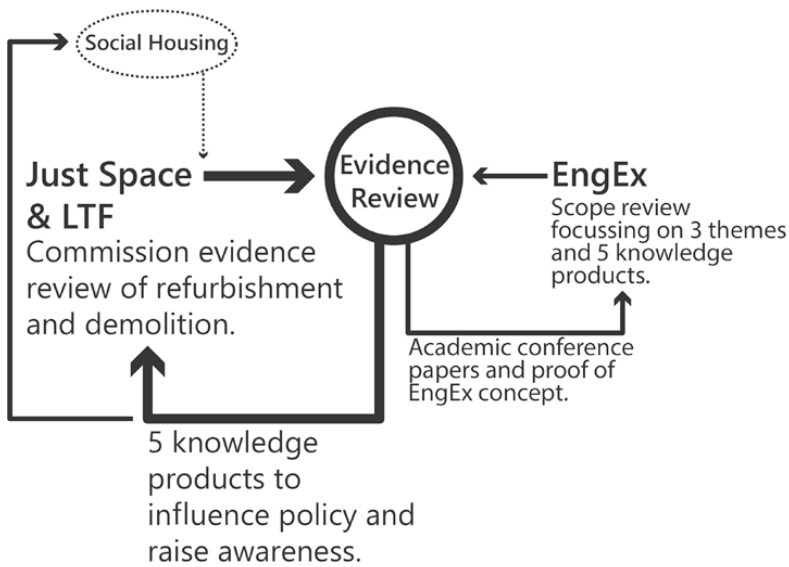 Social Housing
Just Space
& LTF
Commission evidence
review of refurbishment
and demolition.
Evidence
Review
EngEx
Scope review
focussing on 3 themes
and 5 knowledge
products.
Academic conference
papers and proof of
EngEx concept.
5 knowledge
products to
influence policy and
raise awareness.